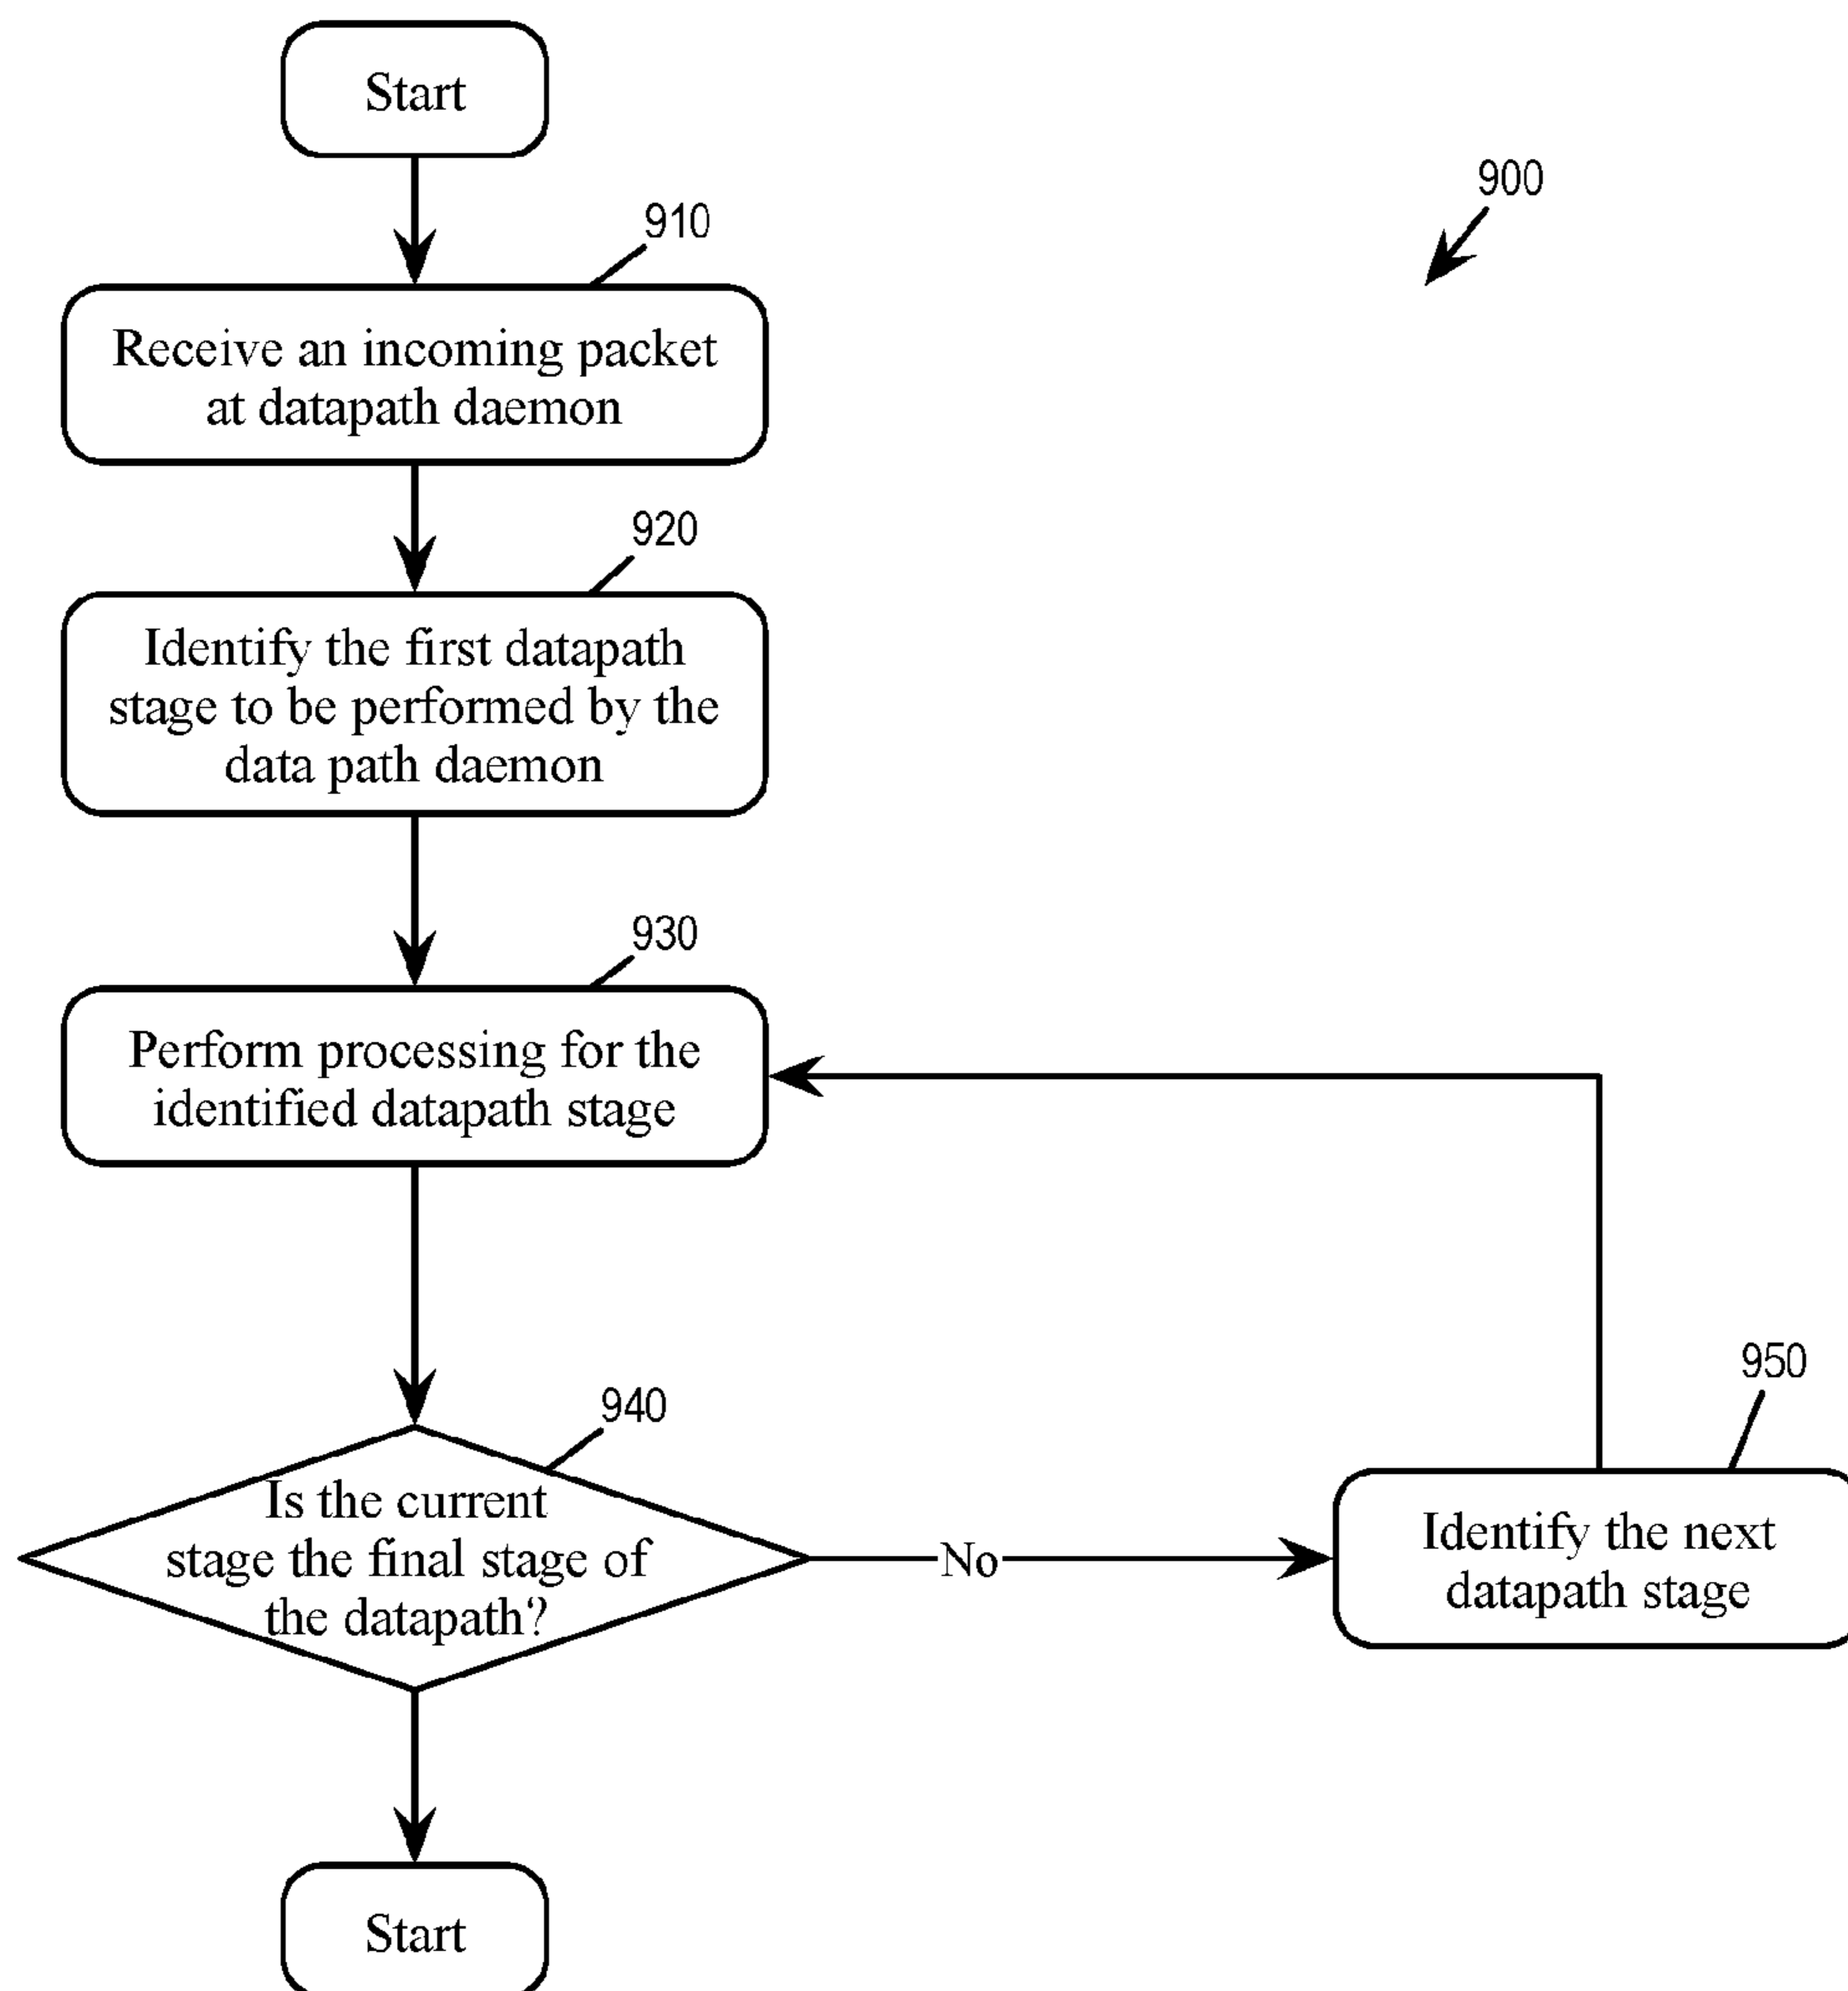 Start
900
910
Receive an incoming packet
at datapath daemon
920
Identify the first datapath
stage to be performed by the
data path daemon
930
Perform processing for the
identified datapath stage
940
Is the current
stage the final stage of
the datapath?
No
950
Identify the next
datapath stage
Start